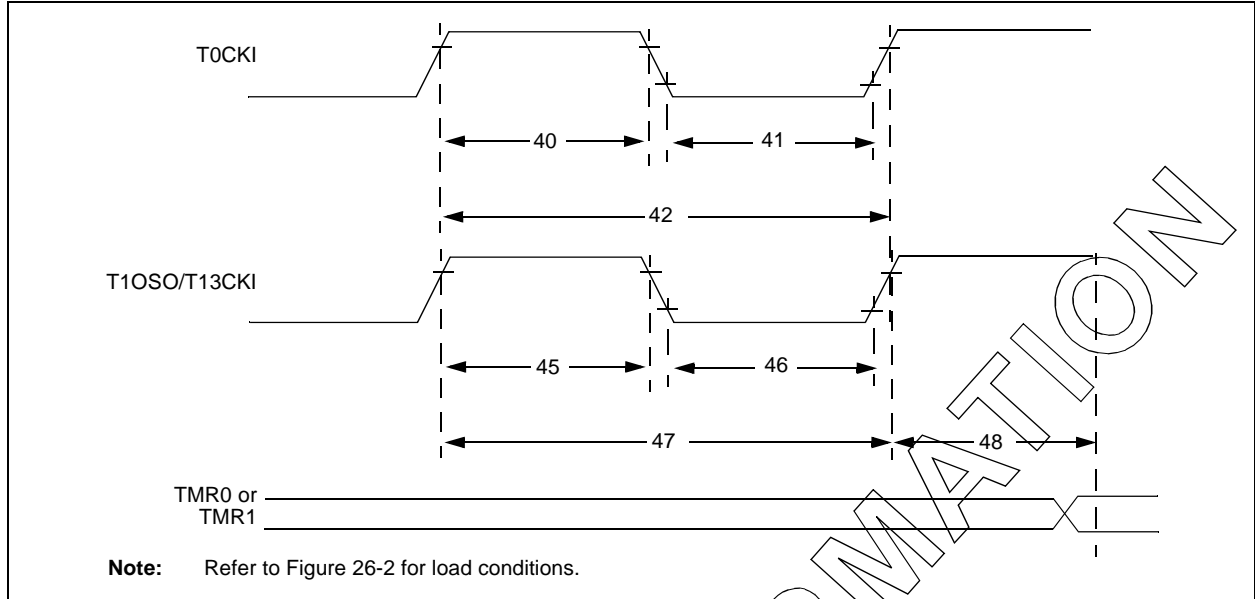 T0CKI
40
41
42
T1OSO/T13CKI
45
46
47
48
TMR0 or
TMR1
Note: Refer to Figure 26-2 for load conditions.
RMATION